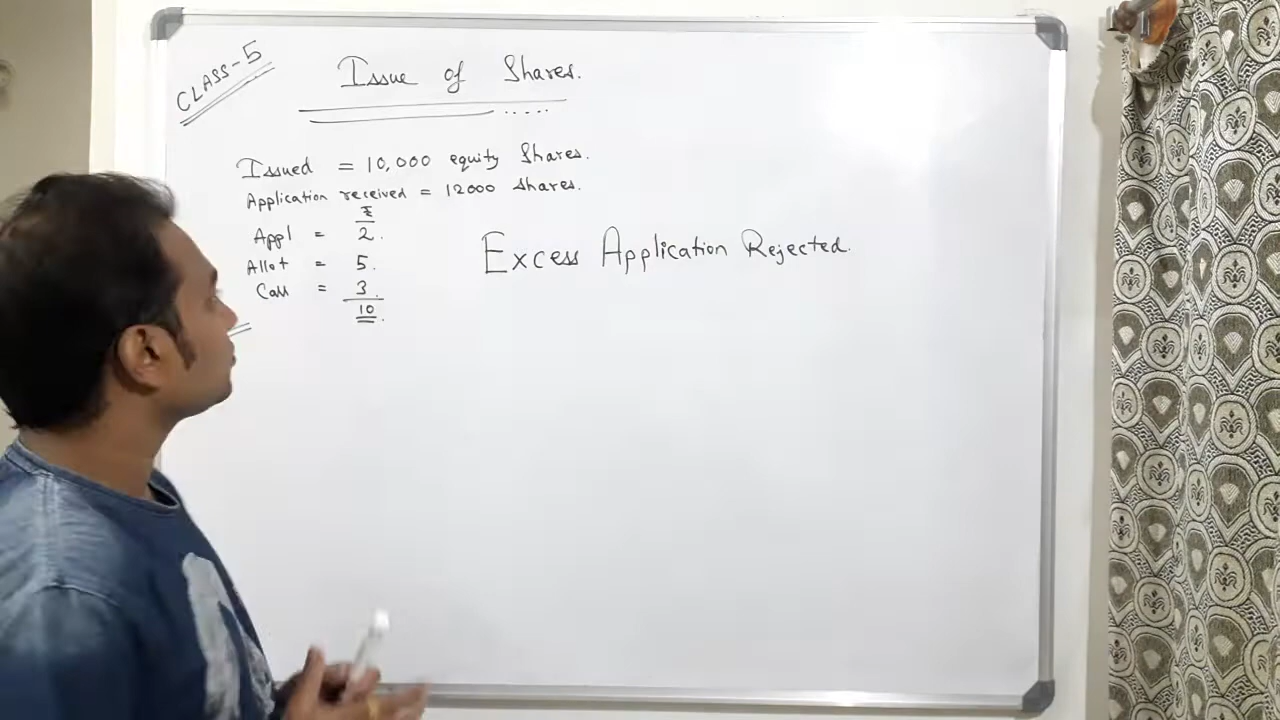 CLASS-5
Issue of Shares.
Issued = 10,000 equity Shares.
Application received = 12000 shares.
₹
Appl = 2.
Allot = 5.
Call = 3.
10.
Excess Application Rejected.